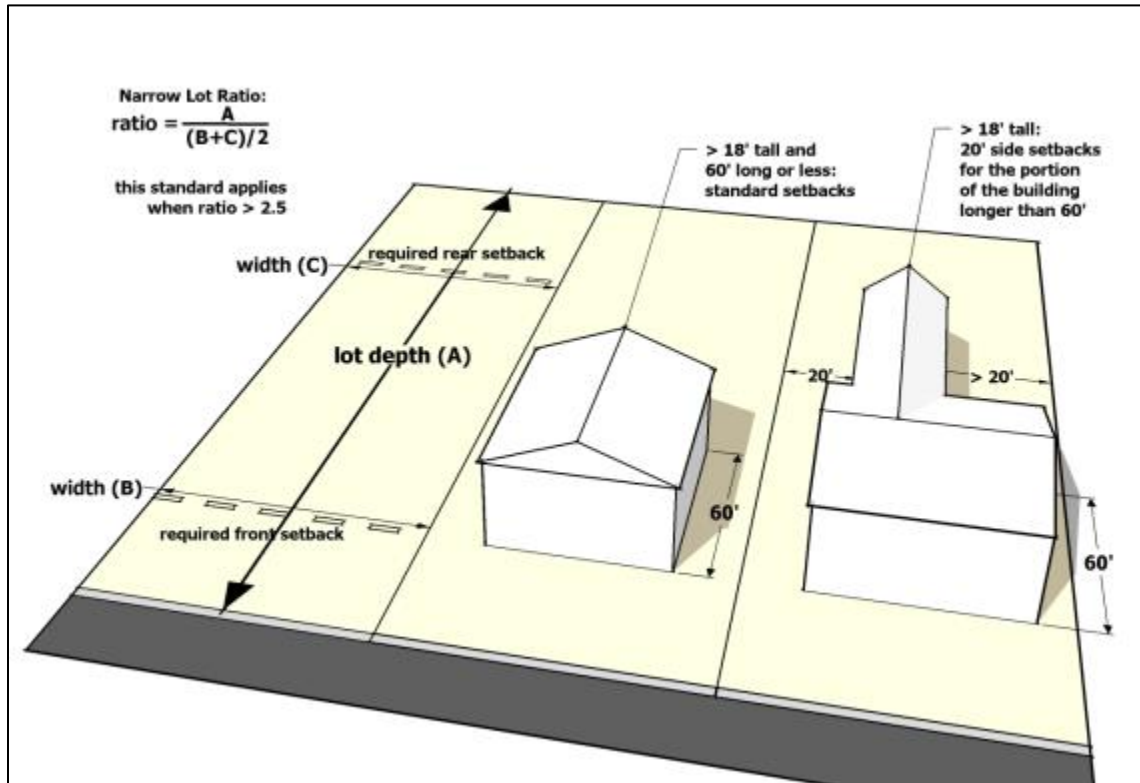 Narrow Lot Ratio:
ratio = A
(B+C)/2
this standard applies
when ratio > 2.5
> 18' tall and
60' long or less:
standard setbacks
> 18' tall:
20' side setbacks
for the portion
of the building
longer than 60'
width (C)
required rear setback
lot depth (A)
20'
> 20'
width (B)
required front setback
60'
60'